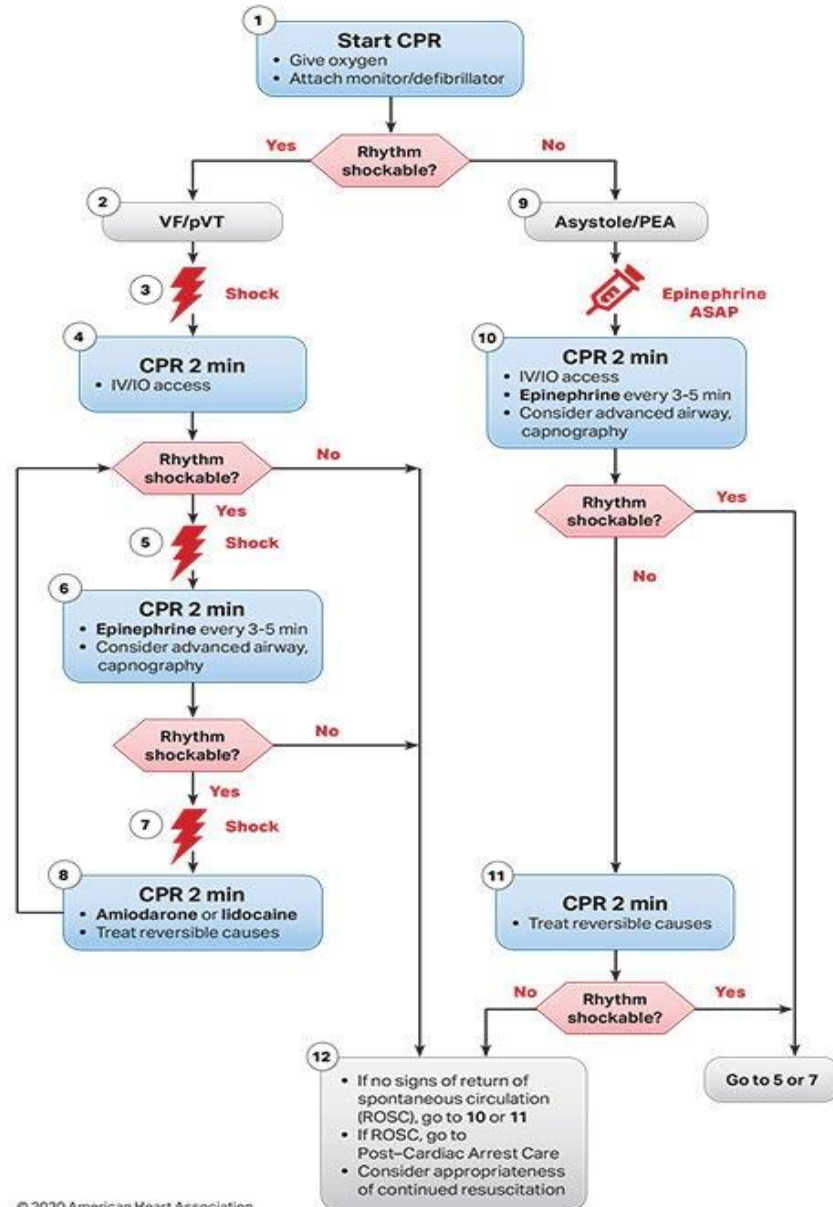 1
Start CPR
• Give oxygen
• Attach monitor/defibrillator
Rhythm
shockable?
Yes
No
2
VF/pVT
9
Asystole/PEA
3
Shock
Epinephrine
ASAP
4
CPR 2 min
• IV/IO access
10
CPR 2 min
• IV/IO access
• Epinephrine every 3-5 min
• Consider advanced airway,
capnography
Rhythm
shockable?
No
Yes
Rhythm
shockable?
Yes
No
5
Shock
6
CPR 2 min
• Epinephrine every 3-5 min
• Consider advanced airway,
capnography
Rhythm
shockable?
No
Yes
7
Shock
8
CPR 2 min
• Amiodarone or lidocaine
• Treat reversible causes
11
CPR 2 min
• Treat reversible causes
No
Rhythm
shockable?
Yes
12
• If no signs of return of
spontaneous circulation
(ROSC), go to 10 or 11
• If ROSC, go to
Post–Cardiac Arrest Care
• Consider appropriateness
of continued resuscitation
Go to 5 or 7
© 2020 American Heart Association